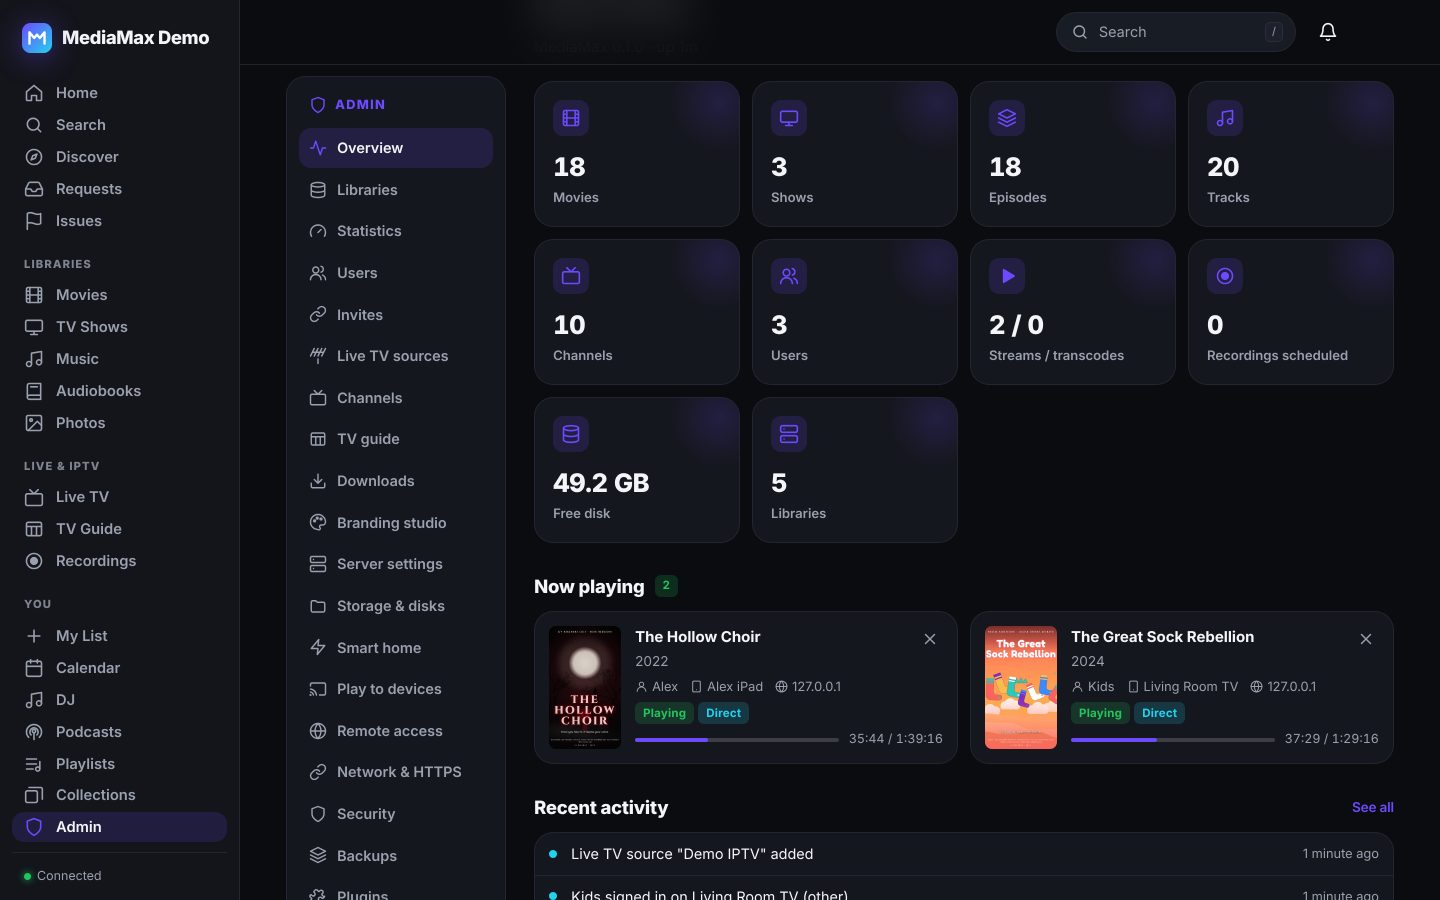 MediaMax Demo
Home
Search
Discover
Requests
Issues
LIBRARIES
Movies
TV Shows
Music
Audiobooks
Photos
LIVE & IPTV
Live TV
TV Guide
Recordings
YOU
My List
Calendar
DJ
Podcasts
Playlists
Collections
Admin
Connected
MediaMax 0.1.0 · up 1m
Search /
ADMIN
Overview
Libraries
Statistics
Users
Invites
Live TV sources
Channels
TV guide
Downloads
Branding studio
Server settings
Storage & disks
Smart home
Play to devices
Remote access
Network & HTTPS
Security
Backups
Plugins
18
Movies
3
Shows
18
Episodes
20
Tracks
10
Channels
3
Users
2 / 0
Streams / transcodes
0
Recordings scheduled
49.2 GB
Free disk
5
Libraries
Now playing 2
THE
HOLLOW
CHOIR
The Hollow Choir
2022
Alex Alex iPad 127.0.0.1
Playing Direct
35:44 / 1:39:16
The Great
Sock Rebellion
The Great Sock Rebellion
2024
Kids Living Room TV 127.0.0.1
Playing Direct
37:29 / 1:29:16
Recent activity See all
Live TV source "Demo IPTV" added 1 minute ago
Kids signed in on Living Room TV (other) 1 minute ago